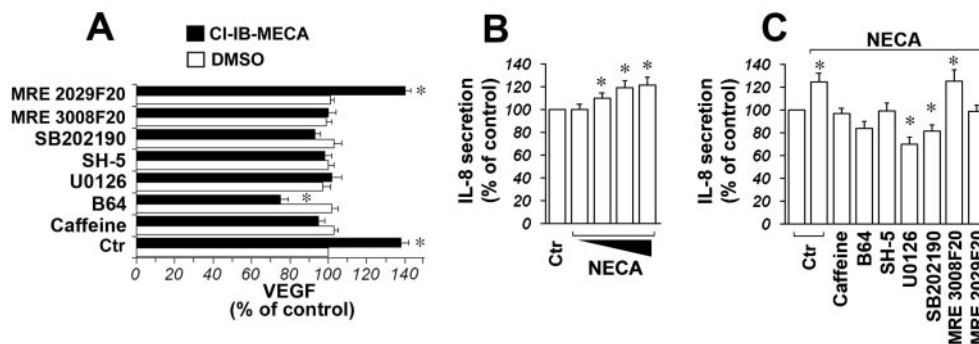 A
Cl-IB-MECA
DMSO
MRE 2029F20
*
MRE 3008F20
SB202190
SH-5
U0126
B64
*
Caffeine
Ctr
*
0 20 40 60 80 100 120 140
VEGF
(% of control)
B
IL-8 secretion
(% of control)
140
120
100
80
60
40
20
0
* * *
Ctr
NECA
C
NECA
IL-8 secretion
(% of control)
140
120
100
80
60
40
20
0
* * * *
Ctr
Caffeine
B64
SH-5
U0126
SB202190
MRE 3008F20
MRE 2029F20